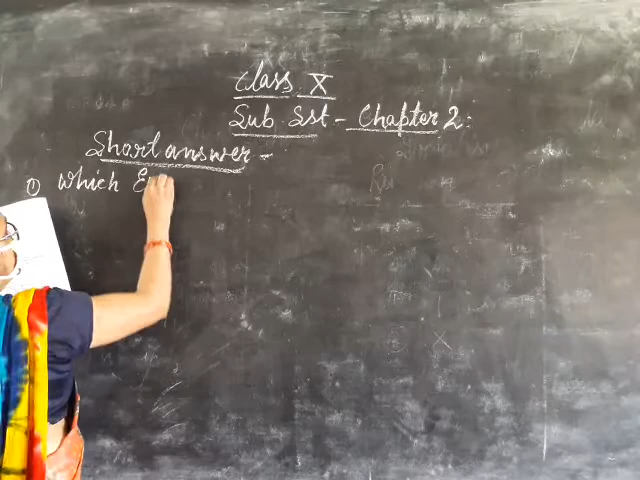 Class X
Sub Sst - Chapter 2:
Short answer -
① Which